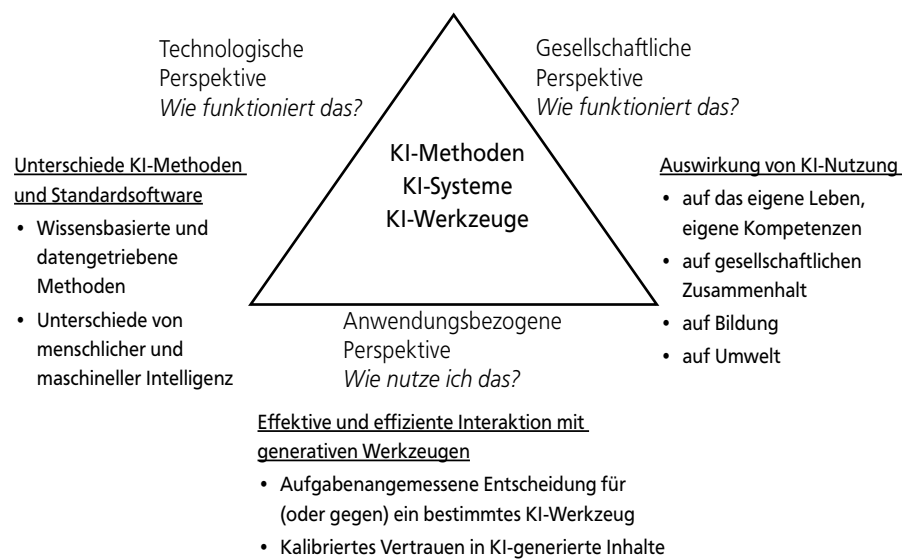 Technologische
Perspektive
Wie funktioniert das?
Gesellschaftliche
Perspektive
Wie funktioniert das?
KI-Methoden
KI-Systeme
KI-Werkzeuge
Unterschiede KI-Methoden
und Standardsoftware
• Wissensbasierte und
datengetriebene
Methoden
• Unterschiede von
menschlicher und
maschineller Intelligenz
Auswirkung von KI-Nutzung
• auf das eigene Leben,
eigene Kompetenzen
• auf gesellschaftlichen
Zusammenhalt
• auf Bildung
• auf Umwelt
Anwendungsbezogene
Perspektive
Wie nutze ich das?
Effektive und effiziente Interaktion mit
generativen Werkzeugen
• Aufgabenangemessene Entscheidung für
(oder gegen) ein bestimmtes KI-Werkzeug
• Kalibriertes Vertrauen in KI-generierte Inhalte